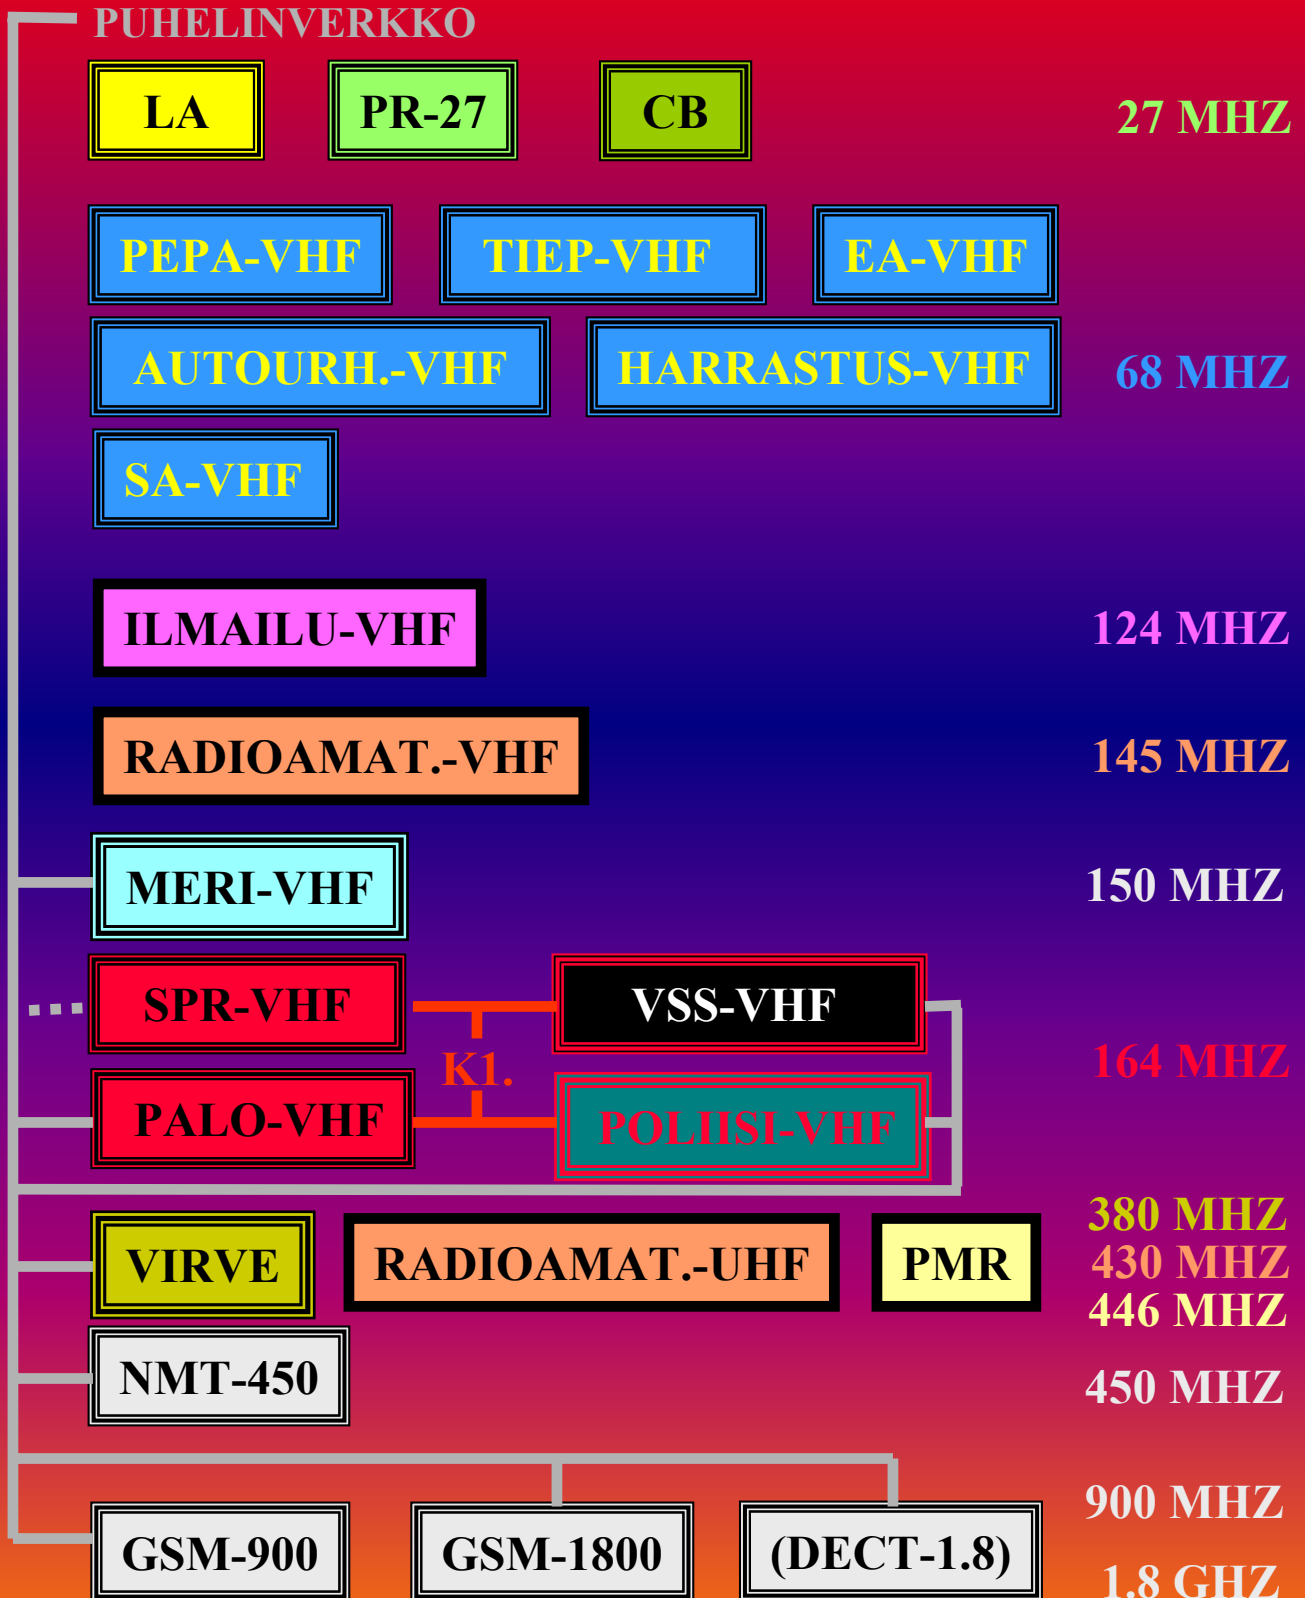 PUHELINVERKKO
LA PR-27 CB 27 MHZ
PEPA-VHF TIEP-VHF EA-VHF
AUTOURH.-VHF HARRASTUS-VHF 68 MHZ
SA-VHF
ILMAILU-VHF 124 MHZ
RADIOAMAT.-VHF 145 MHZ
MERI-VHF 150 MHZ
SPR-VHF VSS-VHF
K1. 164 MHZ
PALO-VHF POLIISI-VHF
380 MHZ
VIRVE RADIOAMAT.-UHF PMR 430 MHZ
446 MHZ
NMT-450 450 MHZ
900 MHZ
GSM-900 GSM-1800 (DECT-1.8)
1.8 GHZ